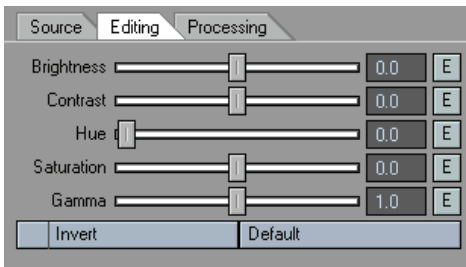 Source Editing Processing
Brightness 0.0 E
Contrast 0.0 E
Hue 0.0 E
Saturation 0.0 E
Gamma 1.0 E
Invert Default